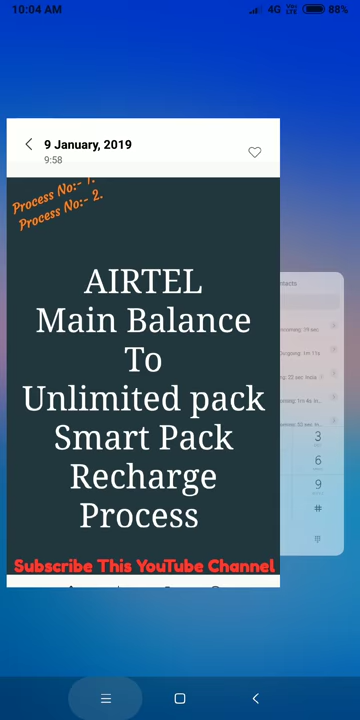 10:04 AM
4G VoLTE 88%
9 January, 2019
9:58
Process No:- 1.
Process No:- 2.
AIRTEL
Main Balance
To
Unlimited pack
Smart Pack
Recharge
Process
Subscribe This YouTube Channel
3
6
9
#